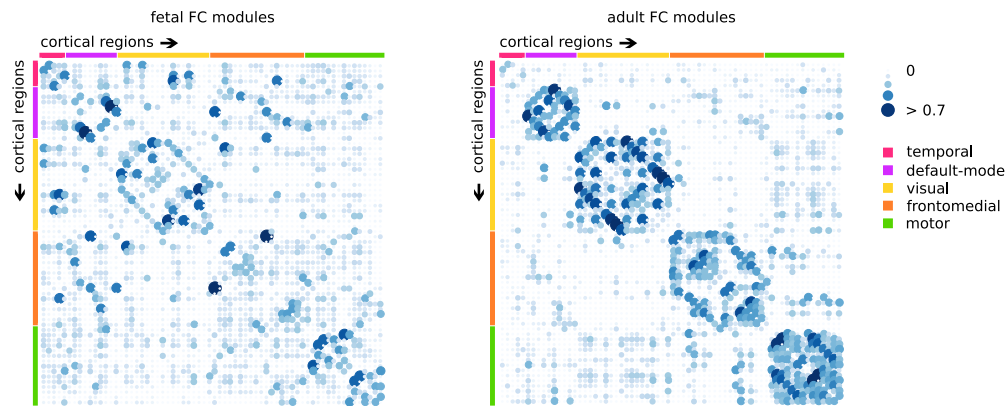 fetal FC modules
adult FC modules
cortical regions
cortical regions
cortical regions
cortical regions
0
> 0.7
temporal
default-mode
visual
frontomedial
motor